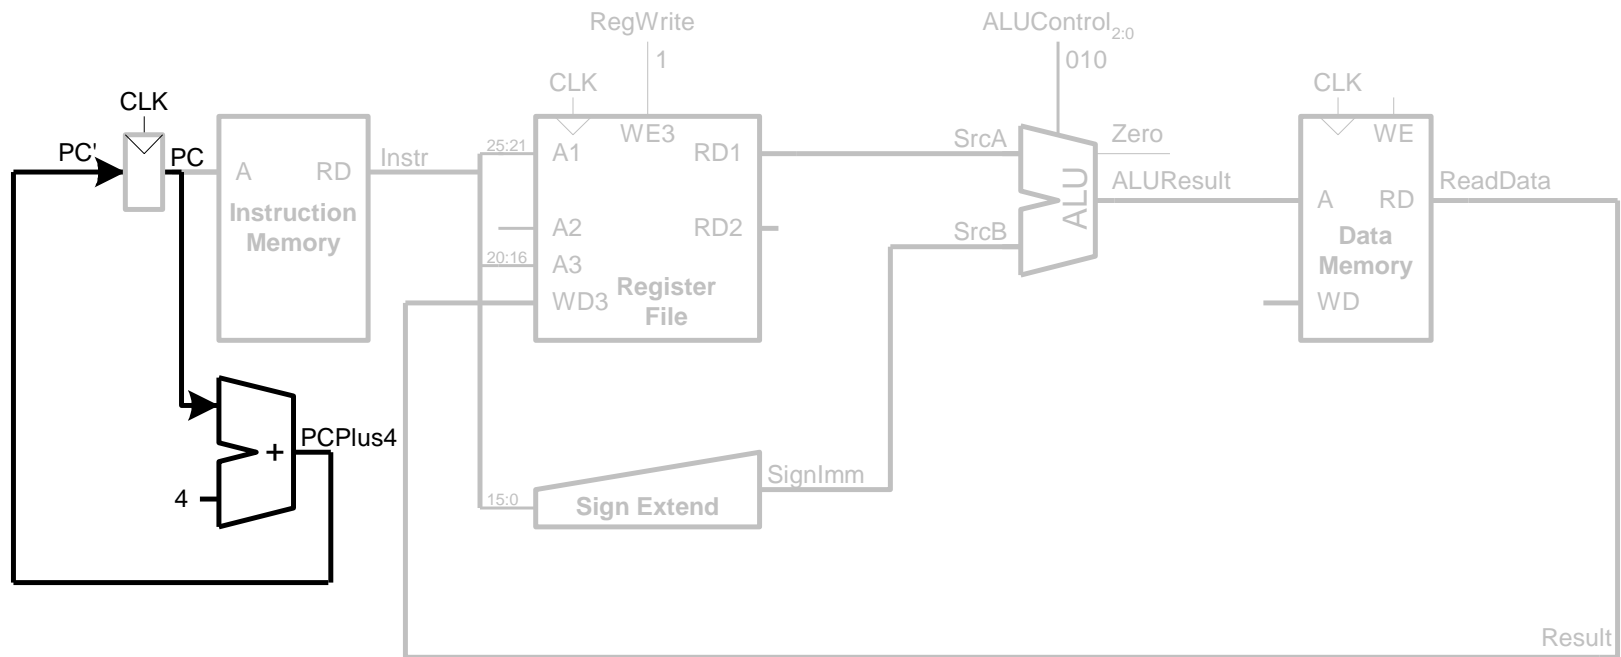 RegWrite
1
ALUControl2:0
010
CLK
PC'
PC
A
RD
Instruction
Memory
Instr
25:21
20:16
15:0
CLK
WE3
A1
RD1
A2
RD2
A3
WD3
Register
File
SrcA
SrcB
ALU
Zero
ALUResult
CLK
WE
A
RD
Data
Memory
WD
ReadData
4
+
PCPlus4
Sign Extend
SignImm
Result